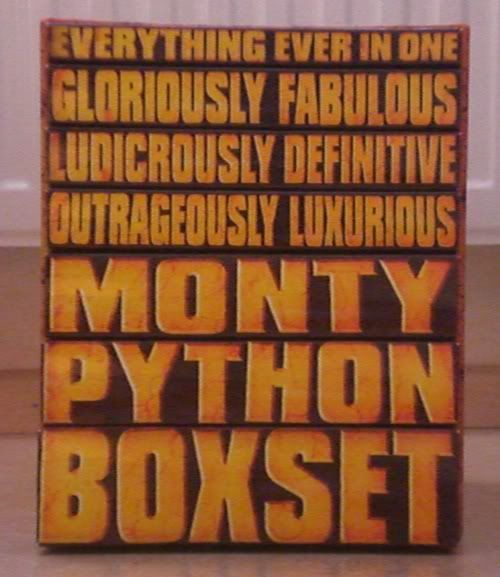 EVERYTHING EVER IN ONE
GLORIOUSLY FABULOUS
LUDICROUSLY DEFINITIVE
OUTRAGEOUSLY LUXURIOUS
MONTY
PYTHON
BOXSET